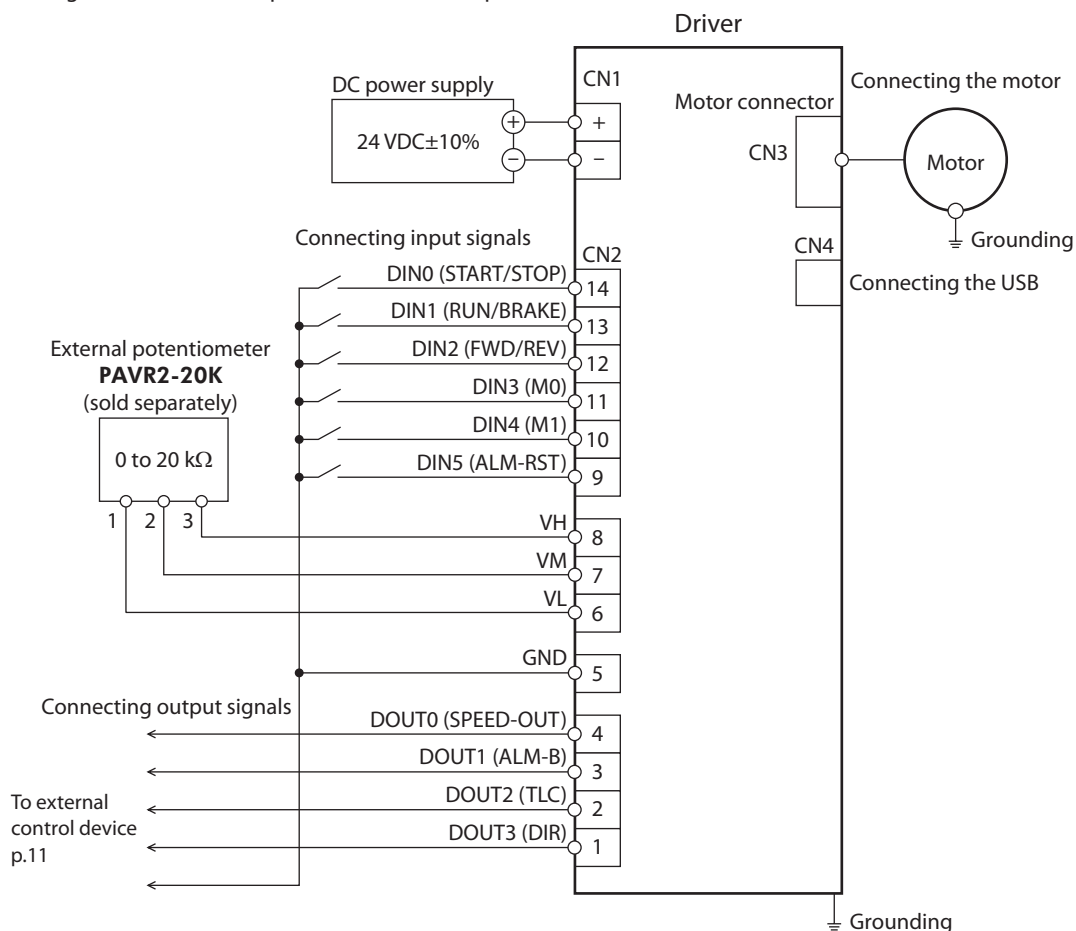 Driver
DC power supply
24 VDC±10%
+
−
CN1
+
−
Motor connector
CN3
Connecting the motor
Motor
Grounding
CN4
Connecting the USB
Connecting input signals
CN2
DIN0 (START/STOP)
14
DIN1 (RUN/BRAKE)
13
DIN2 (FWD/REV)
12
DIN3 (M0)
11
DIN4 (M1)
10
DIN5 (ALM-RST)
9
External potentiometer
PAVR2-20K
(sold separately)
0 to 20 kΩ
1 2 3
VH
8
VM
7
VL
6
GND
5
Connecting output signals
DOUT0 (SPEED-OUT)
4
DOUT1 (ALM-B)
3
DOUT2 (TLC)
2
DOUT3 (DIR)
1
To external
control device
p.11
Grounding